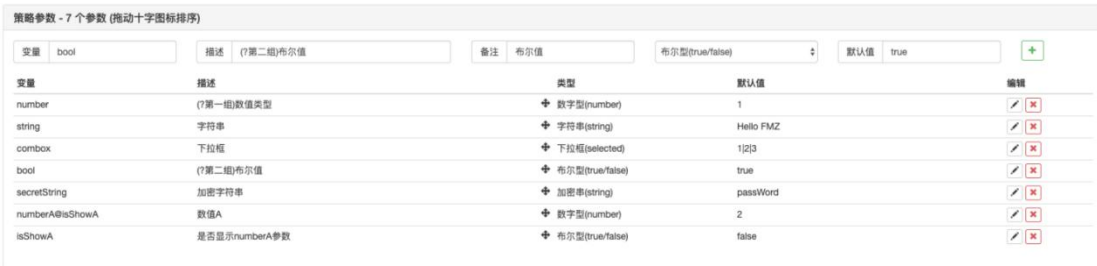 策略参数 - 7 个参数 (拖动十字图标排序)
变量 bool 描述 (?第二组)布尔值 备注 布尔值 布尔型(true/false) 默认值 true
变量 描述 类型 默认值 编辑
number (?第一组)数值类型 数字型(number) 1
string 字符串 字符串(string) Hello FMZ
combox 下拉框 下拉框(selected) 1|2|3
bool (?第二组)布尔值 布尔型(true/false) true
secretString 加密字符串 加密串(string) passWord
numberA@isShowA 数值A 数字型(number) 2
isShowA 是否显示numberA参数 布尔型(true/false) false